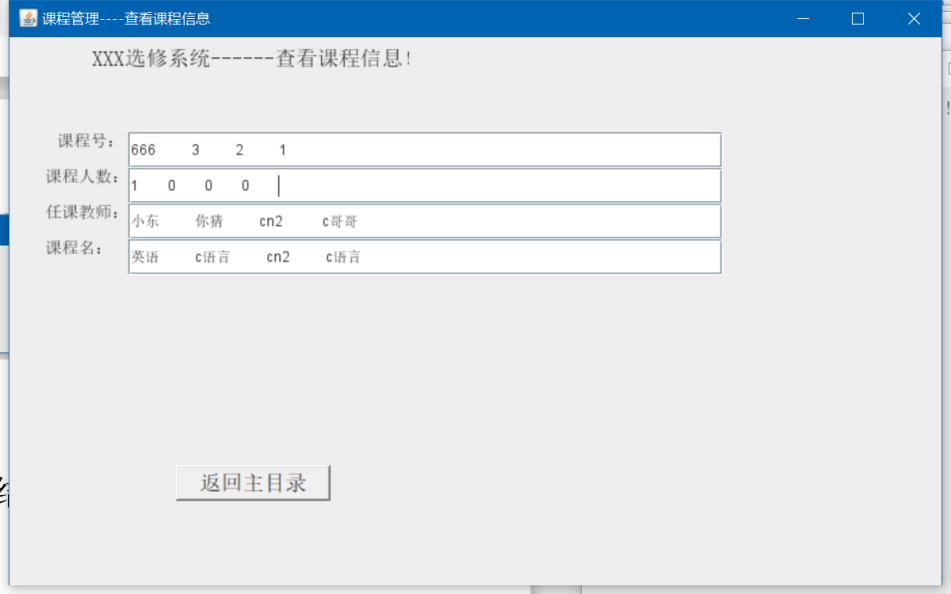 课程管理----查看课程信息
XXX选修系统------查看课程信息!
课程号: 666 3 2 1
课程人数: 1 0 0 0
任课教师: 小东 你猜 cn2 c哥哥
课程名: 英语 c语言 cn2 c语言
返回主目录